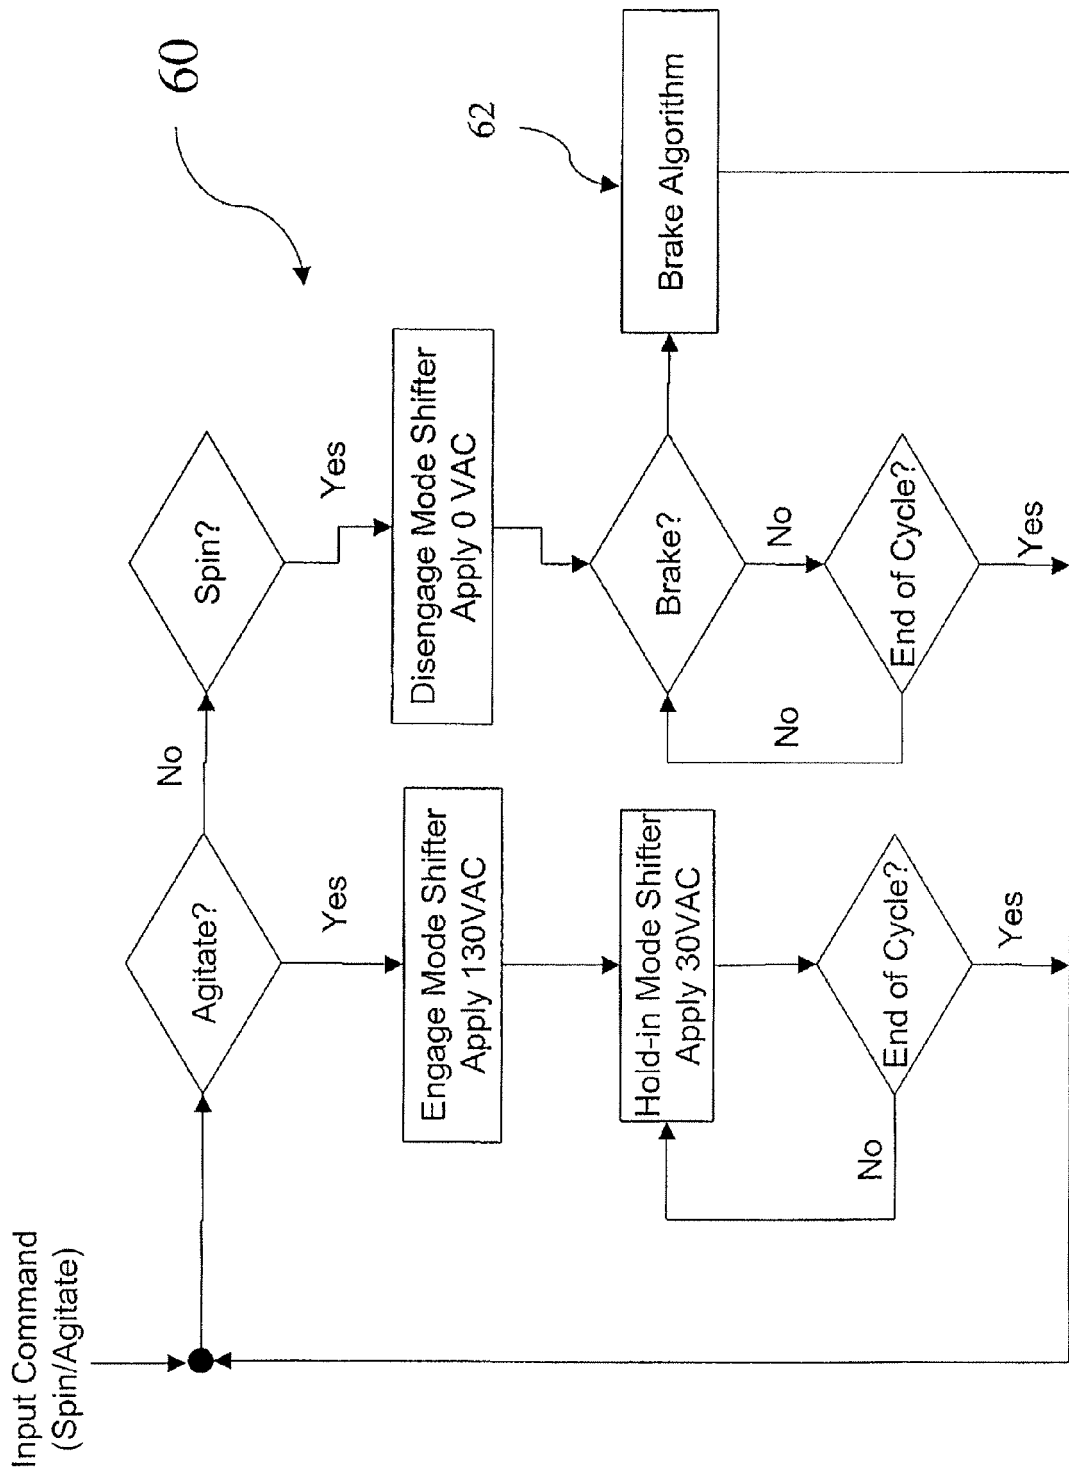 Input Command
(Spin/Agitate)
60
Agitate?
No
Spin?
Yes
Yes
Engage Mode Shifter
Apply 130VAC
Disengage Mode Shifter
Apply 0 VAC
62
Hold-in Mode Shifter
Apply 30VAC
Brake?
Brake Algorithm
No
No
No
End of Cycle?
End of Cycle?
Yes
Yes